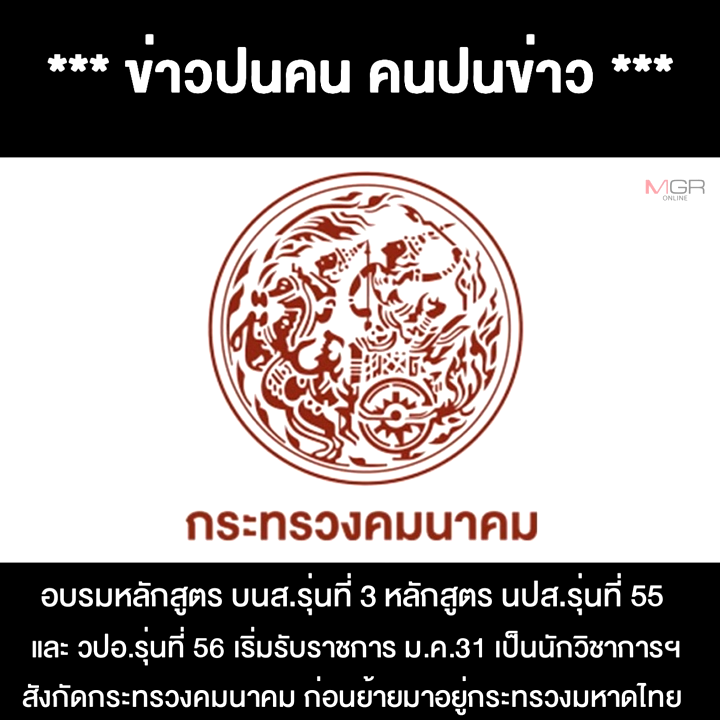 *** ข่าวปนคน คนปนข่าว ***
MGR
ONLINE
กระทรวงคมนาคม
อบรมหลักสูตร บนส.รุ่นที่ 3 หลักสูตร นปส.รุ่นที่ 55
และ วปอ.รุ่นที่ 56 เริ่มรับราชการ ม.ค.31 เป็นนักวิชาการฯ
สังกัดกระทรวงคมนาคม ก่อนย้ายมาอยู่กระทรวงมหาดไทย